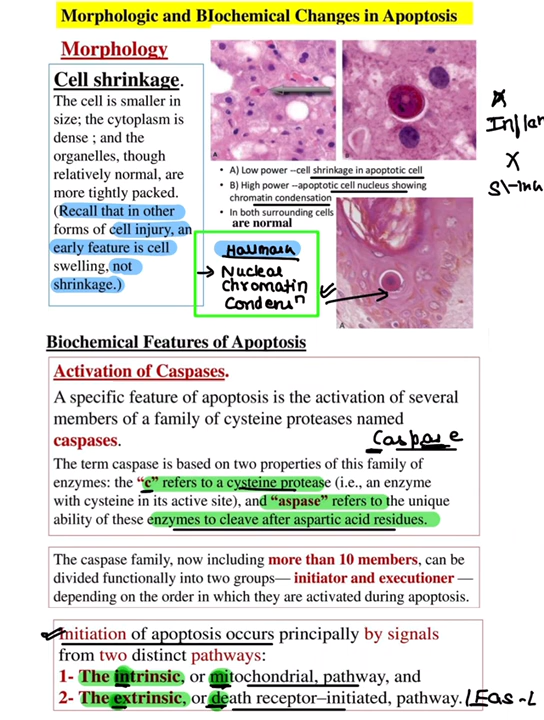 Morphologic and BIochemical Changes in Apoptosis
Morphology
Cell shrinkage.
The cell is smaller in
size; the cytoplasm is
dense ; and the
organelles, though
relatively normal, are
more tightly packed.
(Recall that in other
forms of cell injury, an
early feature is cell
swelling, not
shrinkage.)
A
B
• A) Low power --cell shrinkage in apoptotic cell
• B) High power --apoptotic cell nucleus showing
chromatin condensation
• In both surrounding cells
are normal
Hallmark
→ Nuclear
chromatin
Condensⁿ
A
X
X
Biochemical Features of Apoptosis
Activation of Caspases.
A specific feature of apoptosis is the activation of several
members of a family of cysteine proteases named
caspases.
Caspase
The term caspase is based on two properties of this family of
enzymes: the “c” refers to a cysteine protease (i.e., an enzyme
with cysteine in its active site), and “aspase” refers to the unique
ability of these enzymes to cleave after aspartic acid residues.
The caspase family, now including more than 10 members, can be
divided functionally into two groups— initiator and executioner —
depending on the order in which they are activated during apoptosis.
Initiation of apoptosis occurs principally by signals
from two distinct pathways:
1- The intrinsic, or mitochondrial, pathway, and
2- The extrinsic, or death receptor–initiated, pathway.